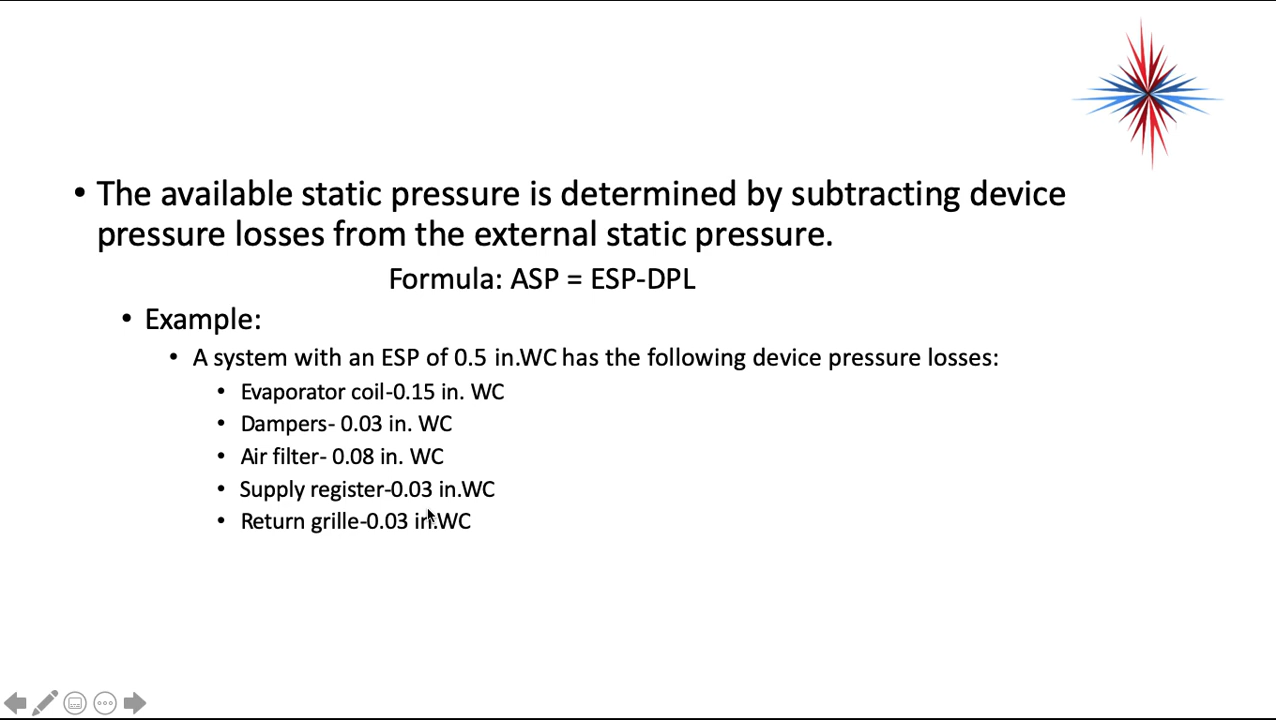 • The available static pressure is determined by subtracting device
pressure losses from the external static pressure.
Formula: ASP = ESP-DPL
• Example:
• A system with an ESP of 0.5 in.WC has the following device pressure losses:
• Evaporator coil-0.15 in. WC
• Dampers- 0.03 in. WC
• Air filter- 0.08 in. WC
• Supply register-0.03 in.WC
• Return grille-0.03 in.WC